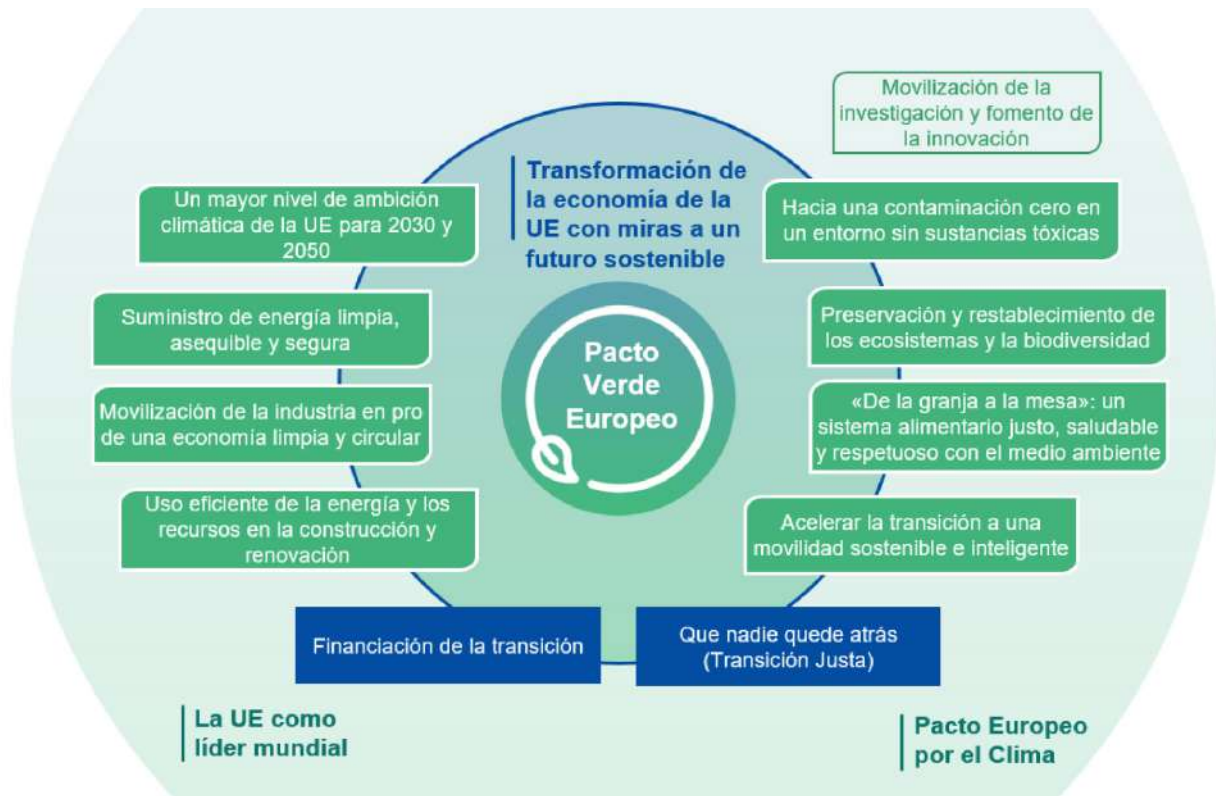 Movilización de la
investigación y fomento de
la innovación
Transformación de
la economía de la
UE con miras a un
futuro sostenible
Un mayor nivel de ambición
climática de la UE para 2030 y
2050
Suministro de energía limpia,
asequible y segura
Movilización de la industria en pro
de una economía limpia y circular
Uso eficiente de la energía y los
recursos en la construcción y
renovación
Pacto
Verde
Europeo
Hacia una contaminación cero en
un entorno sin sustancias tóxicas
Preservación y restablecimiento de
los ecosistemas y la biodiversidad
«De la granja a la mesa»: un
sistema alimentario justo, saludable
y respetuoso con el medio ambiente
Acelerar la transición a una
movilidad sostenible e inteligente
Financiación de la transición
Que nadie quede atrás
(Transición Justa)
La UE como
líder mundial
Pacto Europeo
por el Clima